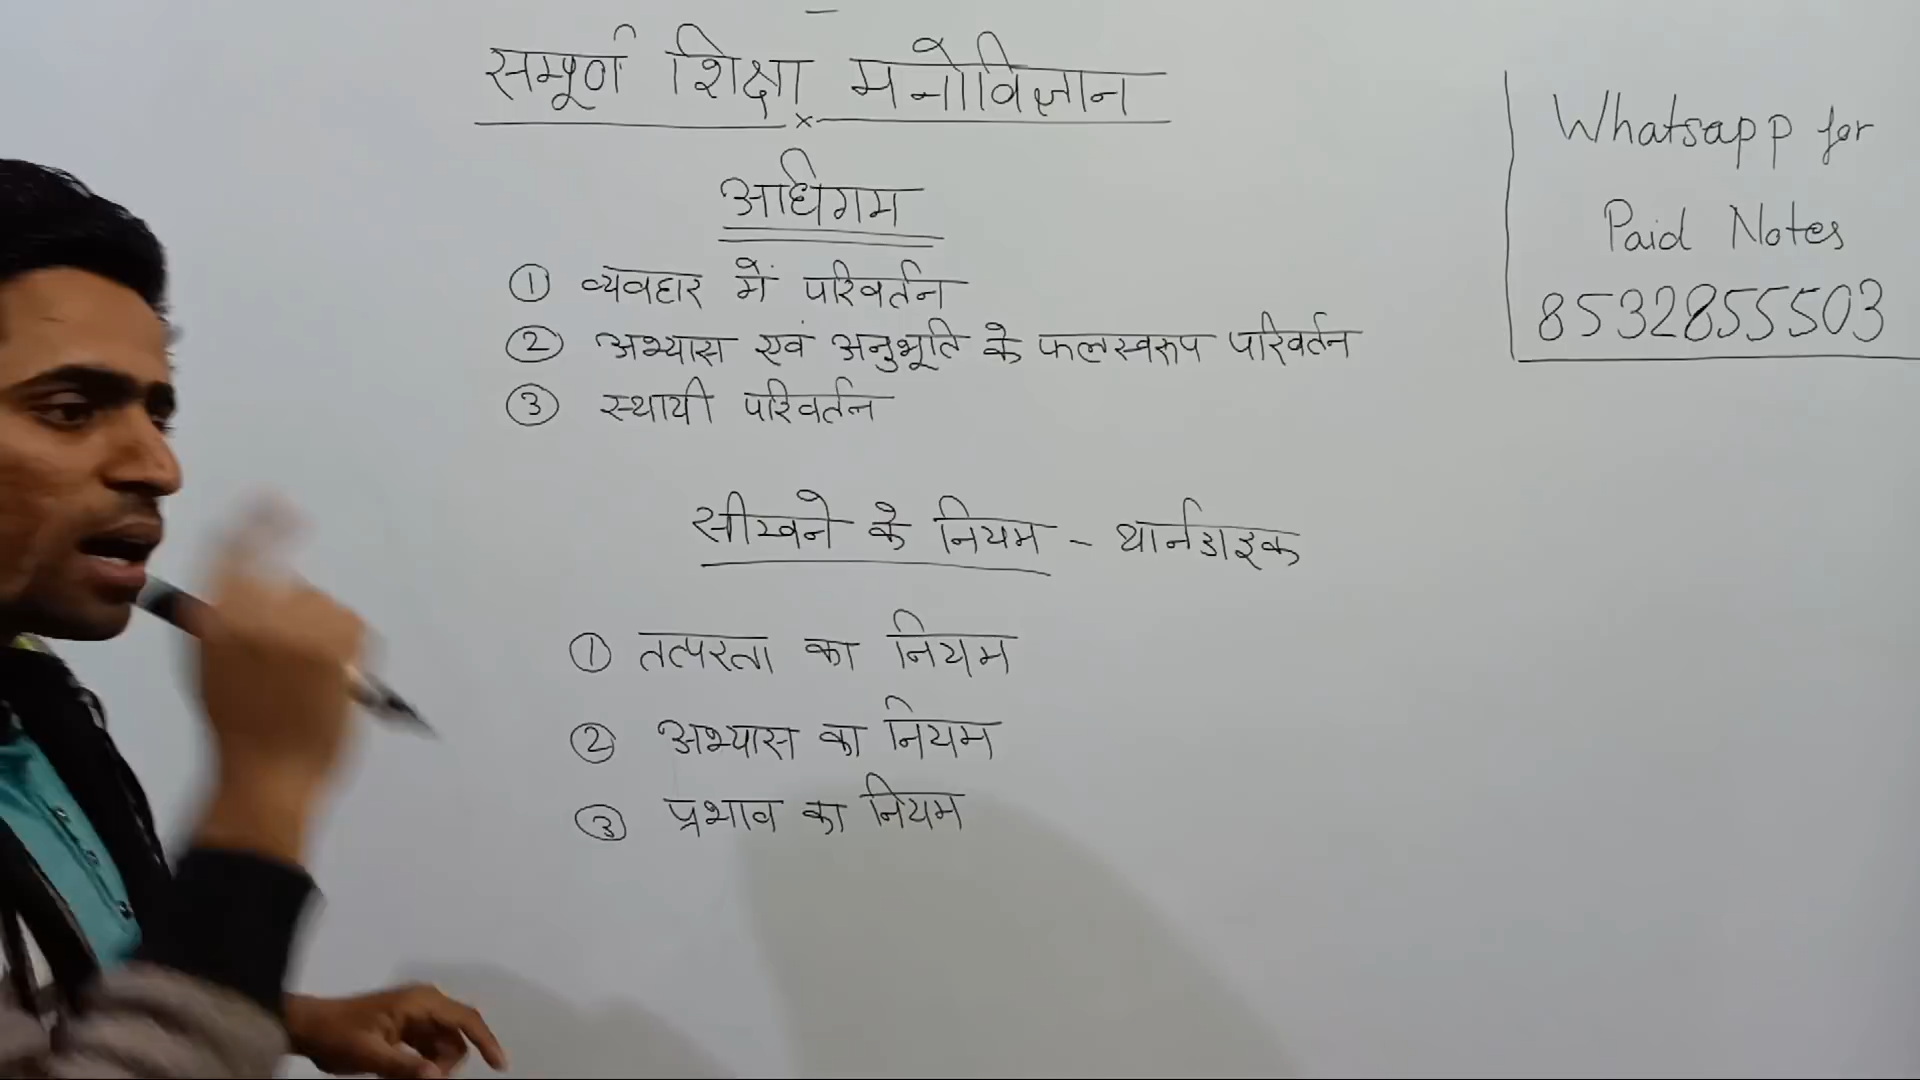 सम्पूर्ण शिक्षा मनोविज्ञान
अधिगम
① व्यवहार में परिवर्तन
② अभ्यास एवं अनुभूति के फलस्वरूप परिवर्तन
③ स्थायी परिवर्तन
सीखने के नियम - थार्नडाइक
① तत्परता का नियम
② अभ्यास का नियम
③ प्रभाव का नियम
Whatsapp for
Paid Notes
8532855503